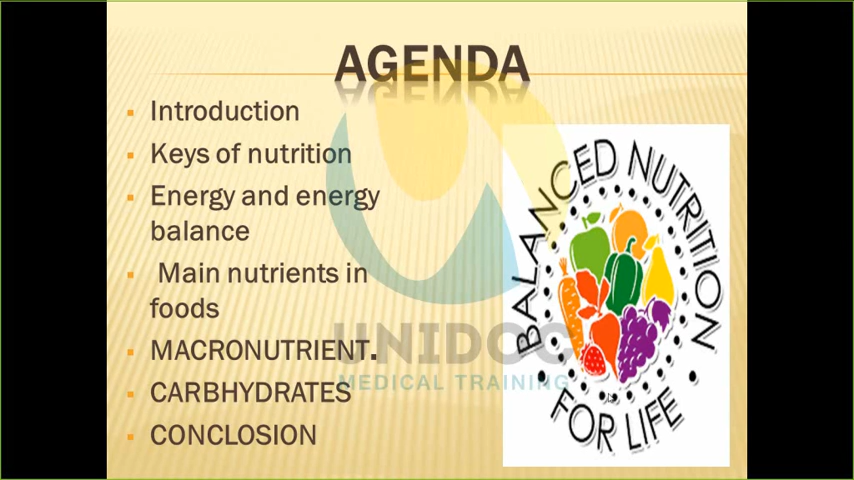 AGENDA
Introduction
Keys of nutrition
Energy and energy
balance
Main nutrients in
foods
MACRONUTRIENT.
CARBHYDRATES
CONCLOSION
BALANCED NUTRITION
FOR LIFE
UNIDOC
MEDICAL TRAINING